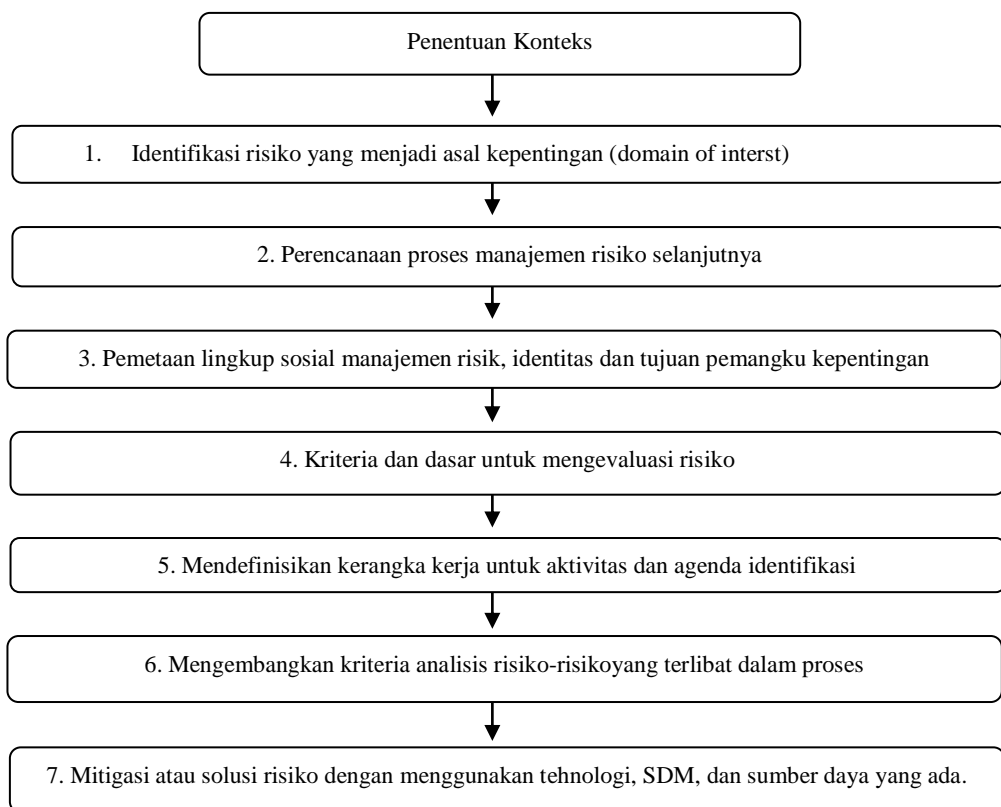 Penentuan Konteks
1. Identifikasi risiko yang menjadi asal kepentingan (domain of interst)
2. Perencanaan proses manajemen risiko selanjutnya
3. Pemetaan lingkup sosial manajemen risik, identitas dan tujuan pemangku kepentingan
4. Kriteria dan dasar untuk mengevaluasi risiko
5. Mendefinisikan kerangka kerja untuk aktivitas dan agenda identifikasi
6. Mengembangkan kriteria analisis risiko-risikoyang terlibat dalam proses
7. Mitigasi atau solusi risiko dengan menggunakan tehnologi, SDM, dan sumber daya yang ada.